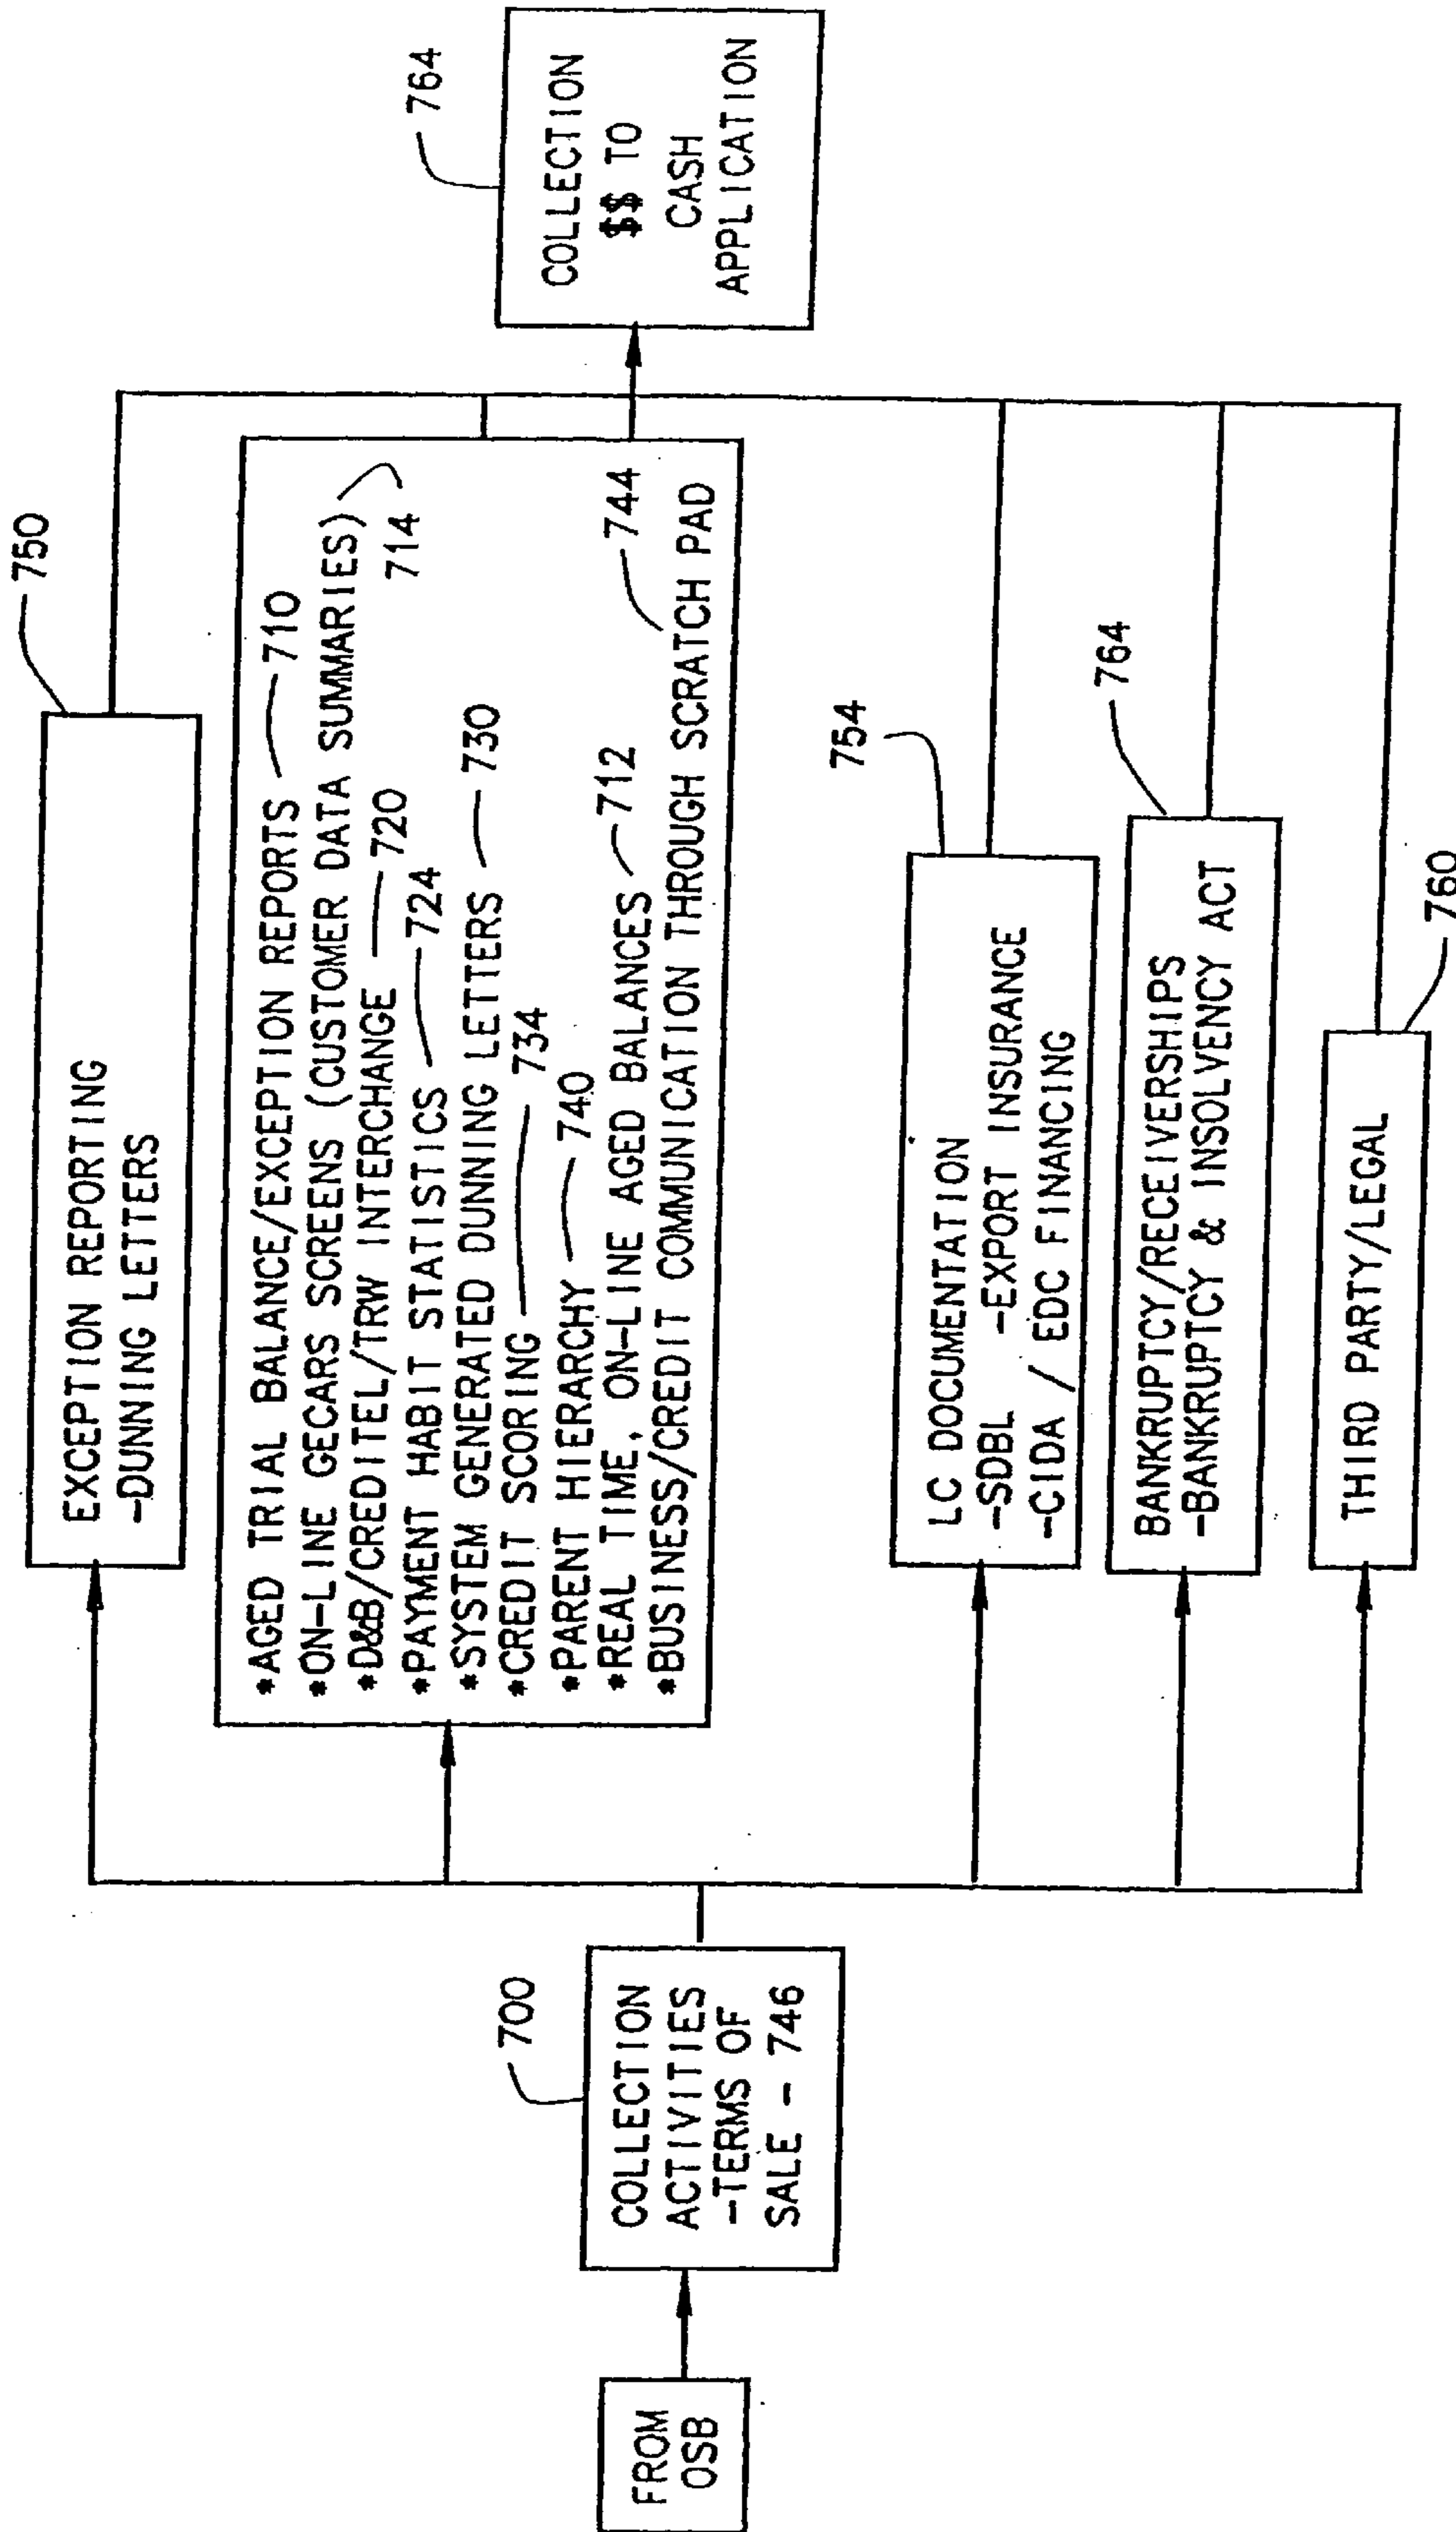 FROM
OSB
700
COLLECTION
ACTIVITIES
-TERMS OF
SALE - 746
750
EXCEPTION REPORTING
-DUNNING LETTERS
*AGED TRIAL BALANCE/EXCEPTION REPORTS 710
*ON-LINE GECARS SCREENS (CUSTOMER DATA SUMMARIES)
714
*D&B/CREDITEL/TRW INTERCHANGE 720
*PAYMENT HABIT STATISTICS 724
*SYSTEM GENERATED DUNNING LETTERS 730
*CREDIT SCORING 734
*PARENT HIERARCHY 740
*REAL TIME, ON-LINE AGED BALANCES 712
744
*BUSINESS/CREDIT COMMUNICATION THROUGH SCRATCH PAD
754
LC DOCUMENTATION
-SDBL -EXPORT INSURANCE
-CIDA / EDC FINANCING
764
BANKRUPTCY/RECEIVERSHIPS
-BANKRUPTCY & INSOLVENCY ACT
THIRD PARTY/LEGAL
760
764
COLLECTION
$$ TO
CASH
APPLICATION